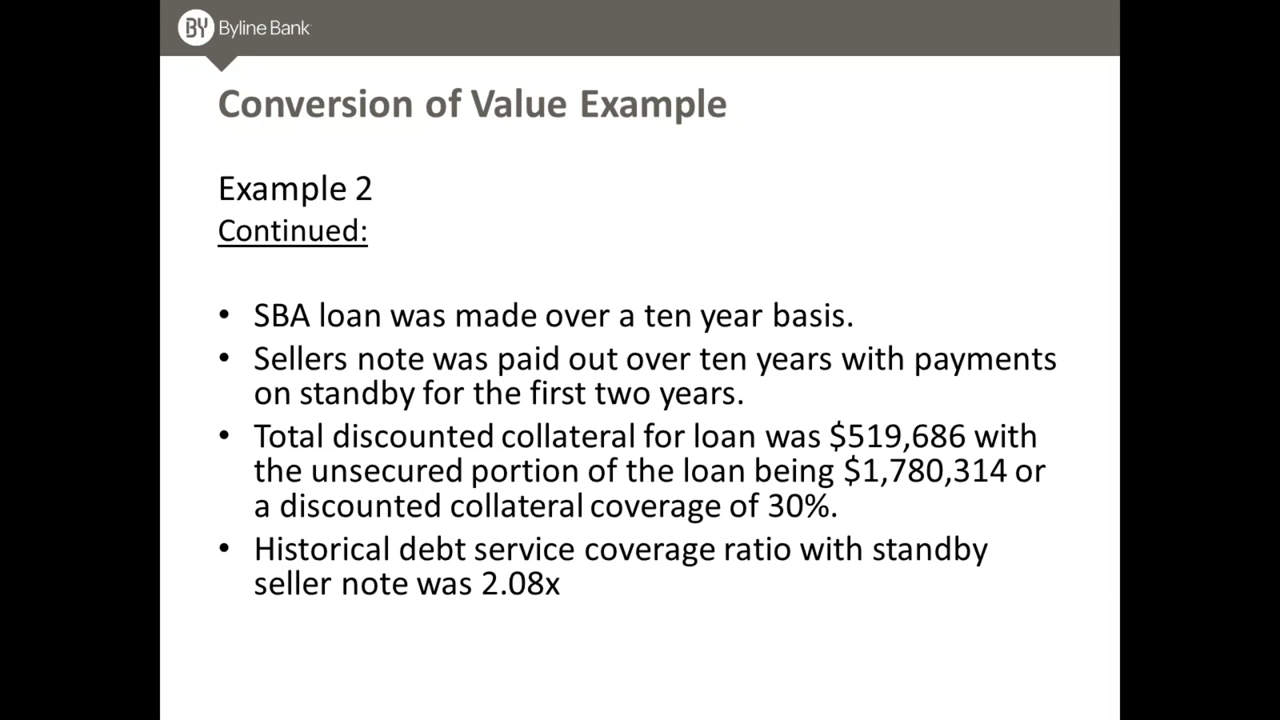 BY Byline Bank
Conversion of Value Example
Example 2
Continued:
• SBA loan was made over a ten year basis.
• Sellers note was paid out over ten years with payments
on standby for the first two years.
• Total discounted collateral for loan was $519,686 with
the unsecured portion of the loan being $1,780,314 or
a discounted collateral coverage of 30%.
• Historical debt service coverage ratio with standby
seller note was 2.08x